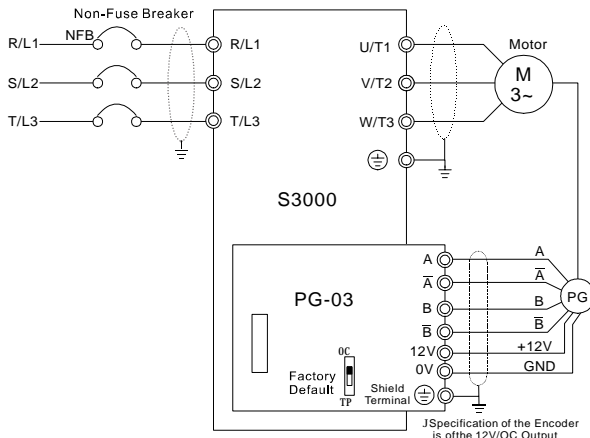 Non-Fuse Breaker
R/L1 NFB R/L1 U/T1 Motor
S/L2 S/L2 V/T2 M
3~
T/L3 T/L3 W/T3
S3000
PG-03
A A
A̅ A̅
B B
B̅ B̅
PG
12V +12V
0V GND
OC
Factory
Default
TP
Shield
Terminal
JSpecification of the Encoder
is ofthe 12V/OC Output